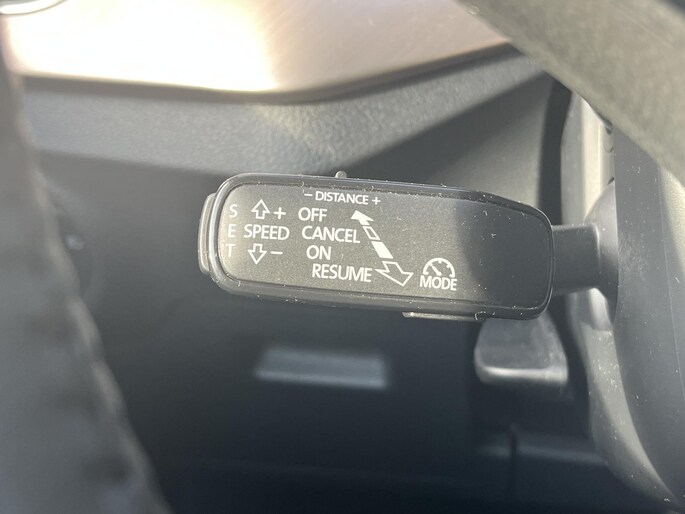 - DISTANCE +
S + OFF
E SPEED CANCEL
T - ON
RESUME
MODE